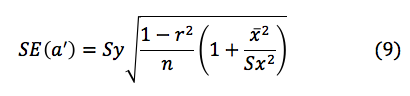 SE(a′) = Sy√((1 − r²)/n (1 + x̄²/Sx²)) (9)